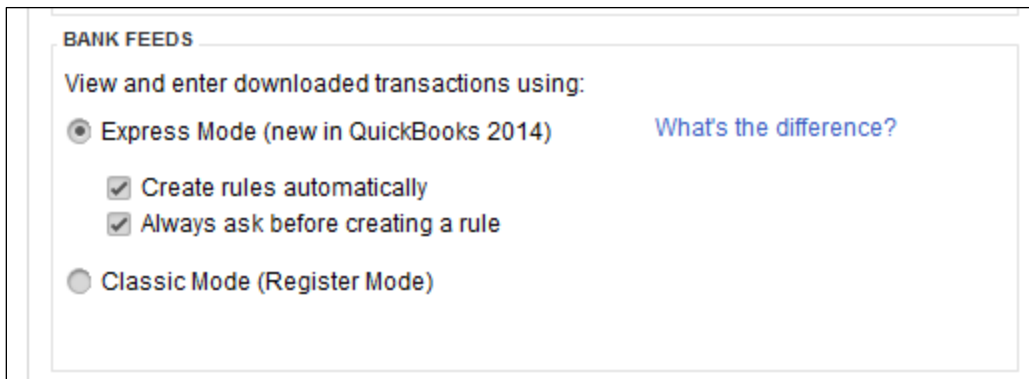 BANK FEEDS
View and enter downloaded transactions using:
Express Mode (new in QuickBooks 2014) What's the difference?
Create rules automatically
Always ask before creating a rule
Classic Mode (Register Mode)